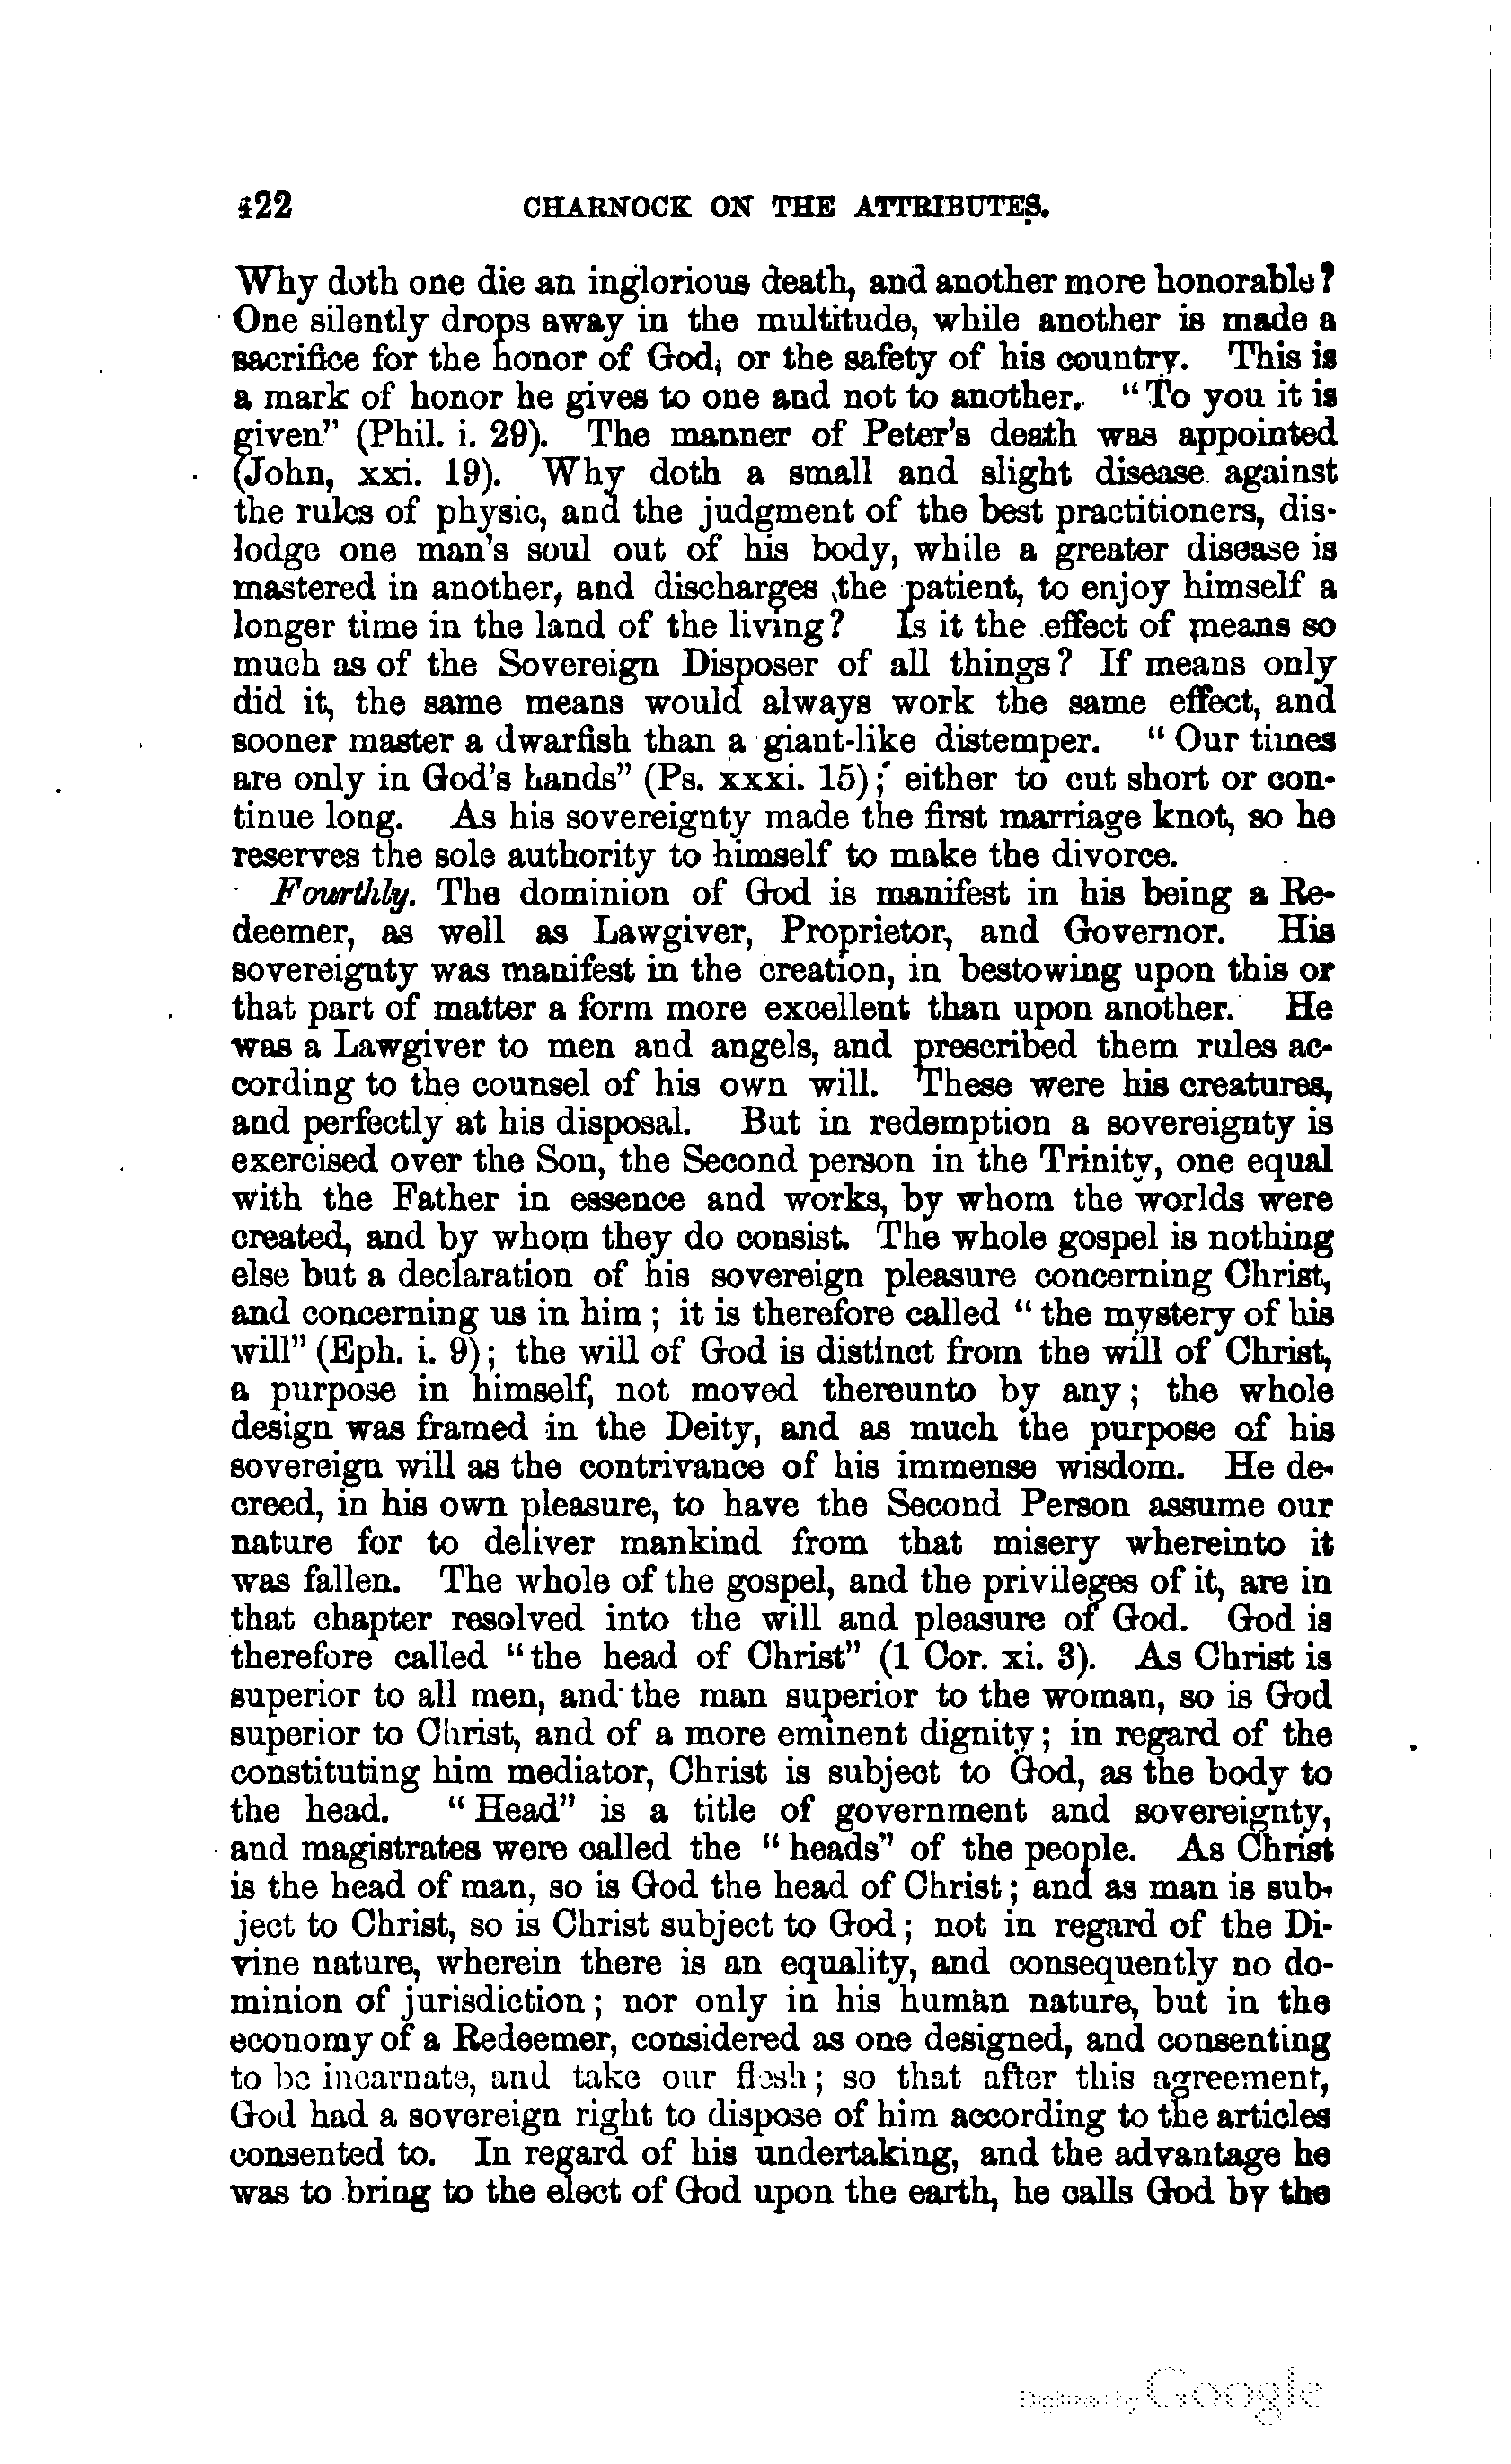 422 CHARNOCK ON THE ATTRIBUTES.
Why doth one die an inglorious death, and another more honorable?
One silently drops away in the multitude, while another is made a
sacrifice for the honor of God, or the safety of his country. This is
a mark of honor he gives to one and not to another. "To you it is
given" (Phil. i. 29). The manner of Peter's death was appointed
(John, xxi. 19). Why doth a small and slight disease against
the rules of physic, and the judgment of the best practitioners, dis-
lodge one man's soul out of his body, while a greater disease is
mastered in another, and discharges the patient, to enjoy himself a
longer time in the land of the living? Is it the effect of means so
much as of the Sovereign Disposer of all things? If means only
did it, the same means would always work the same effect, and
sooner master a dwarfish than a giant-like distemper. "Our times
are only in God's hands" (Ps. xxxi. 15); either to cut short or con-
tinue long. As his sovereignty made the first marriage knot, so he
reserves the sole authority to himself to make the divorce.
Fourthly. The dominion of God is manifest in his being a Re-
deemer, as well as Lawgiver, Proprietor, and Governor. His
sovereignty was manifest in the creation, in bestowing upon this or
that part of matter a form more excellent than upon another. He
was a Lawgiver to men and angels, and prescribed them rules ac-
cording to the counsel of his own will. These were his creatures,
and perfectly at his disposal. But in redemption a sovereignty is
exercised over the Son, the Second person in the Trinity, one equal
with the Father in essence and works, by whom the worlds were
created, and by whom they do consist. The whole gospel is nothing
else but a declaration of his sovereign pleasure concerning Christ,
and concerning us in him; it is therefore called "the mystery of his
will" (Eph. i. 9); the will of God is distinct from the will of Christ,
a purpose in himself, not moved thereunto by any; the whole
design was framed in the Deity, and as much the purpose of his
sovereign will as the contrivance of his immense wisdom. He de-
creed, in his own pleasure, to have the Second Person assume our
nature for to deliver mankind from that misery whereinto it
was fallen. The whole of the gospel, and the privileges of it, are in
that chapter resolved into the will and pleasure of God. God is
therefore called "the head of Christ" (1 Cor. xi. 3). As Christ is
superior to all men, and the man superior to the woman, so is God
superior to Christ, and of a more eminent dignity; in regard of the
constituting him mediator, Christ is subject to God, as the body to
the head. "Head" is a title of government and sovereignty,
and magistrates were called the "heads" of the people. As Christ
is the head of man, so is God the head of Christ; and as man is sub-
ject to Christ, so is Christ subject to God; not in regard of the Di-
vine nature, wherein there is an equality, and consequently no do-
minion of jurisdiction; nor only in his human nature, but in the
economy of a Redeemer, considered as one designed, and consenting
to be incarnate, and take our flesh; so that after this agreement,
God had a sovereign right to dispose of him according to the articles
consented to. In regard of his undertaking, and the advantage he
was to bring to the elect of God upon the earth, he calls God by the
Digitized by Google